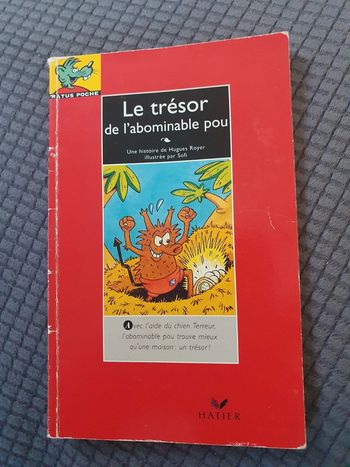 RATUS POCHE
Le trésor
de l'abominable pou
Une histoire de Hugues Royer
illustrée par Sofi
Avec l'aide du chien Terreur,
l'abominable pou trouve mieux
qu'une maison : un trésor !
HATIER